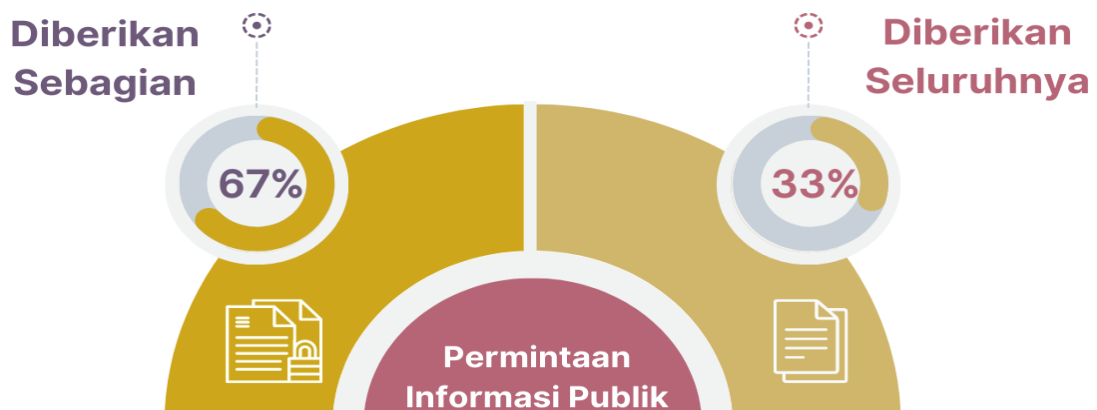 Diberikan
Sebagian
67%
Diberikan
Seluruhnya
33%
Permintaan
Informasi Publik